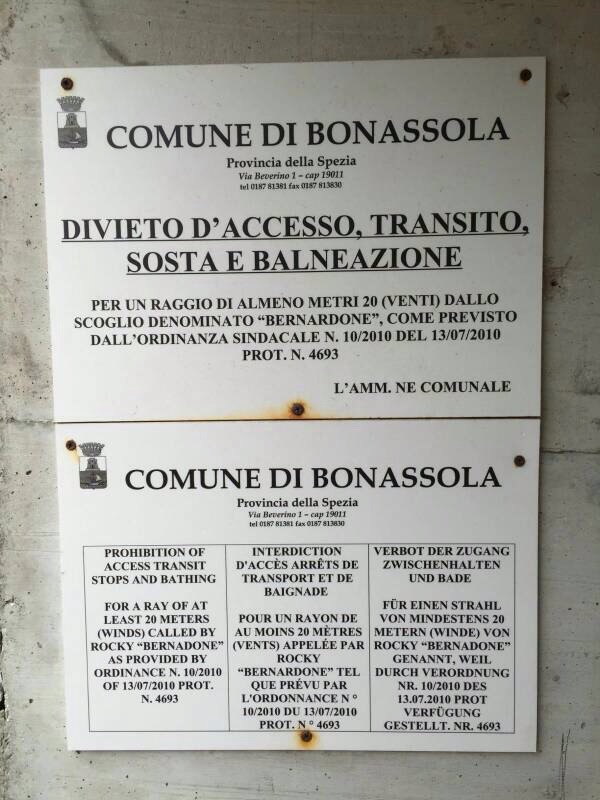 COMUNE DI BONASSOLA
Provincia della Spezia
Via Beverino 1 – cap 19011
tel 0187 81381 fax 0187 813830
DIVIETO D'ACCESSO, TRANSITO,
SOSTA E BALNEAZIONE
PER UN RAGGIO DI ALMENO METRI 20 (VENTI) DALLO
SCOGLIO DENOMINATO “BERNARDONE”, COME PREVISTO
DALL'ORDINANZA SINDACALE N. 10/2010 DEL 13/07/2010
PROT. N. 4693
L'AMM. NE COMUNALE
COMUNE DI BONASSOLA
Provincia della Spezia
Via Beverino 1 – cap 19011
tel 0187 81381 fax 0187 813830
PROHIBITION OF
ACCESS TRANSIT
STOPS AND BATHING
FOR A RAY OF AT
LEAST 20 METERS
(WINDS) CALLED BY
ROCKY “BERNADONE”
AS PROVIDED BY
ORDINANCE N. 10/2010
OF 13/07/2010 PROT.
N. 4693
INTERDICTION
D'ACCÈS ARRÊTS DE
TRANSPORT ET DE
BAIGNADE
POUR UN RAYON DE
AU MOINS 20 MÈTRES
(VENTS) APPELÉE PAR
ROCKY
“BERNARDONE” TEL
QUE PRÉVU PAR
L'ORDONNANCE N °
10/2010 DU 13/07/2010
PROT. N ° 4693
VERBOT DER ZUGANG
ZWISCHENHALTEN
UND BADE
FÜR EINEN STRAHL
VON MINDESTENS 20
METERN (WINDE) VON
ROCKY “BERNADONE”
GENANNT, WEIL
DURCH VERORDNUNG
NR. 10/2010 DES
13.07.2010 PROT
VERFÜGUNG
GESTELLT. NR. 4693